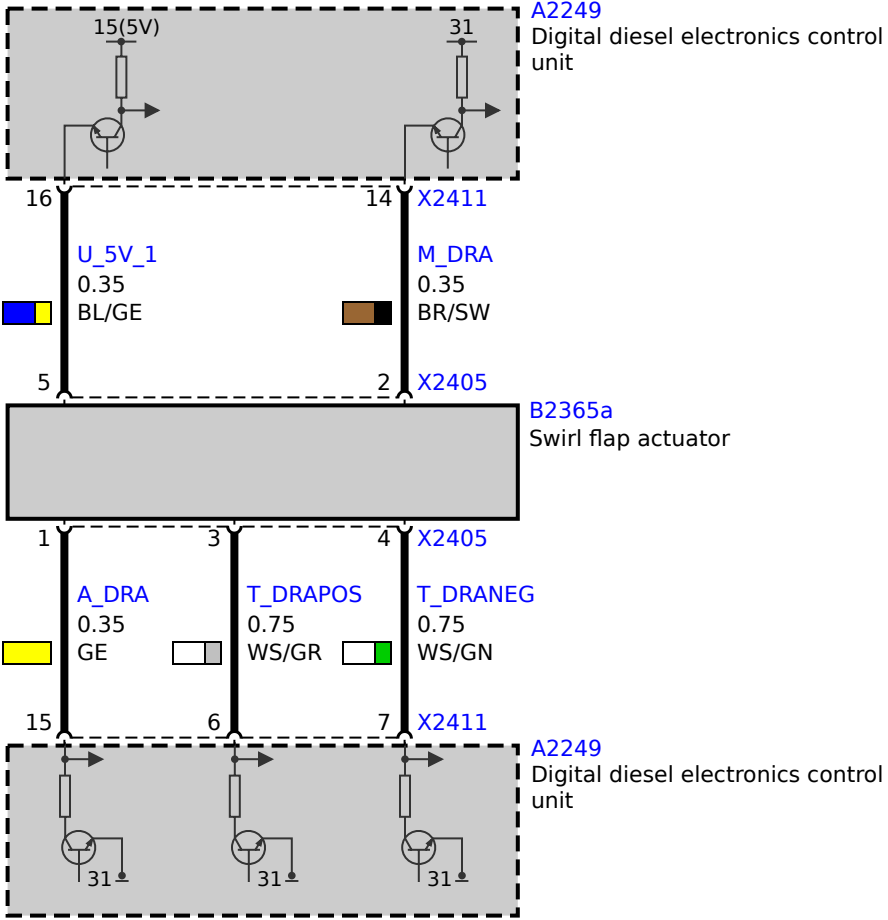 A2249
15(5V)
31
Digital diesel electronics control
unit
16
14
X2411
U_5V_1
M_DRA
0.35
0.35
BL/GE
BR/SW
5
2
X2405
B2365a
Swirl flap actuator
1
3
4
X2405
A_DRA
T_DRAPOS
T_DRANEG
0.35
0.75
0.75
GE
WS/GR
WS/GN
15
6
7
X2411
A2249
Digital diesel electronics control
unit
31
31
31